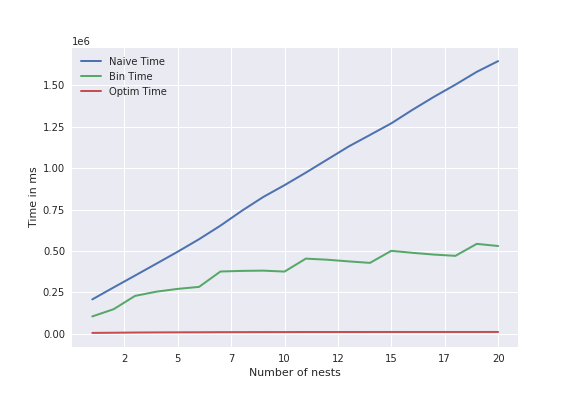 1e6
Naive Time
Bin Time
Optim Time
1.50
1.25
1.00
0.75
0.50
0.25
0.00
Time in ms
2 5 7 10 12 15 17 20
Number of nests